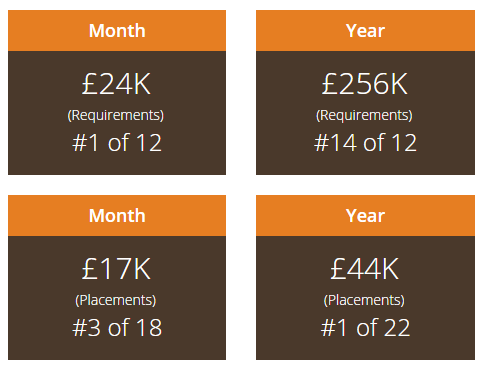 Month
£24K
(Requirements)
#1 of 12
Year
£256K
(Requirements)
#14 of 12
Month
£17K
(Placements)
#3 of 18
Year
£44K
(Placements)
#1 of 22